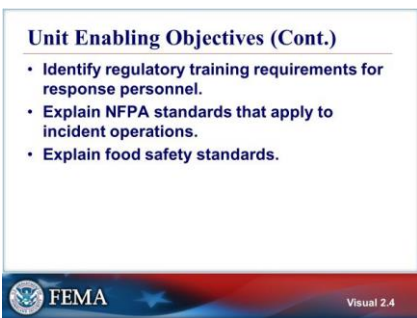 Unit Enabling Objectives (Cont.)
• Identify regulatory training requirements for
response personnel.
• Explain NFPA standards that apply to
incident operations.
• Explain food safety standards.
FEMA
Visual 2.4